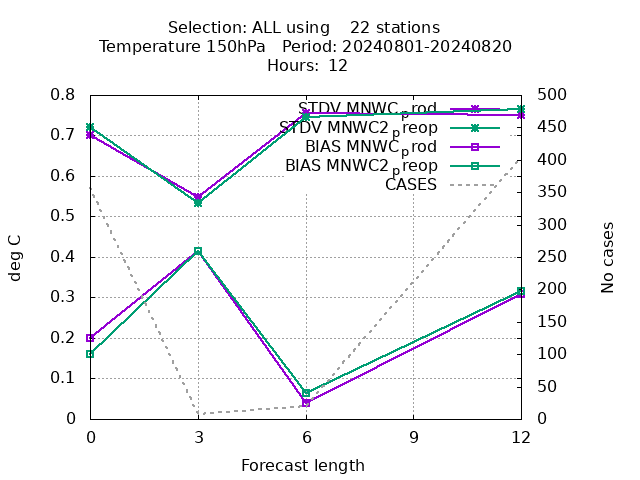 Selection: ALL using    22 stations
Temperature 150hPa   Period: 20240801-20240820
Hours: 12
0.8
0.7
0.6
0.5
0.4
0.3
0.2
0.1
0
deg C
STDV MNWC_prod
STDV MNWC2_preop
BIAS MNWC_prod
BIAS MNWC2_preop
CASES
500
450
400
350
300
250
200
150
100
50
0
No cases
0 3 6 9 12
Forecast length